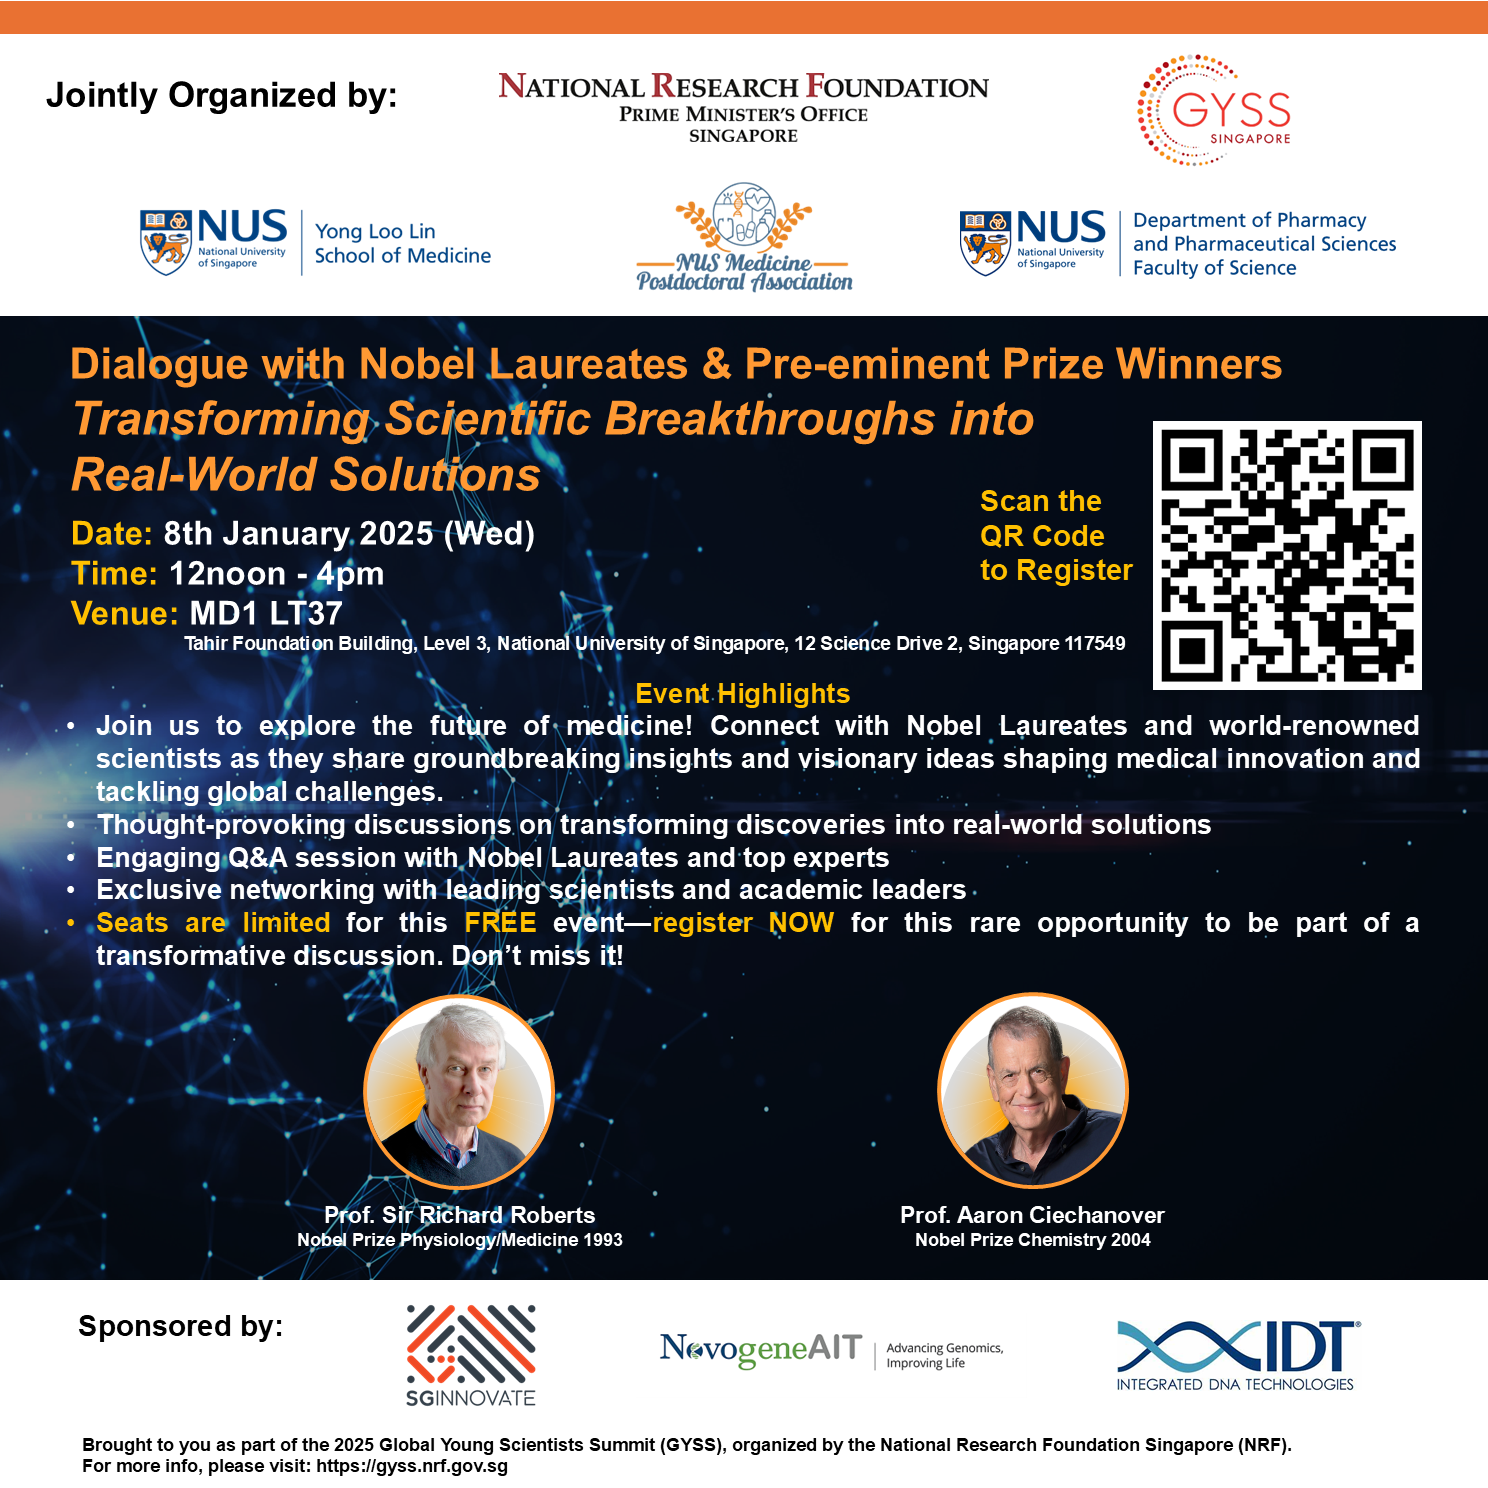 Jointly Organized by:
NATIONAL RESEARCH FOUNDATION
PRIME MINISTER'S OFFICE
SINGAPORE
GYSS
SINGAPORE
NUS
National University
of Singapore
Yong Loo Lin
School of Medicine
NUS Medicine
Postdoctoral Association
NUS
National University
of Singapore
Department of Pharmacy
and Pharmaceutical Sciences
Faculty of Science
Dialogue with Nobel Laureates & Pre-eminent Prize Winners
Transforming Scientific Breakthroughs into
Real-World Solutions
Date: 8th January 2025 (Wed)
Time: 12noon - 4pm
Venue: MD1 LT37
Tahir Foundation Building, Level 3, National University of Singapore, 12 Science Drive 2, Singapore 117549
Scan the
QR Code
to Register
Event Highlights
• Join us to explore the future of medicine! Connect with Nobel Laureates and world-renowned
scientists as they share groundbreaking insights and visionary ideas shaping medical innovation and
tackling global challenges.
• Thought-provoking discussions on transforming discoveries into real-world solutions
• Engaging Q&A session with Nobel Laureates and top experts
• Exclusive networking with leading scientists and academic leaders
• Seats are limited for this FREE event—register NOW for this rare opportunity to be part of a
transformative discussion. Don't miss it!
Prof. Sir Richard Roberts
Nobel Prize Physiology/Medicine 1993
Prof. Aaron Ciechanover
Nobel Prize Chemistry 2004
Sponsored by:
SGINNOVATE
NovogeneAIT
Advancing Genomics,
Improving Life
IDT®
INTEGRATED DNA TECHNOLOGIES
Brought to you as part of the 2025 Global Young Scientists Summit (GYSS), organized by the National Research Foundation Singapore (NRF).
For more info, please visit: https://gyss.nrf.gov.sg